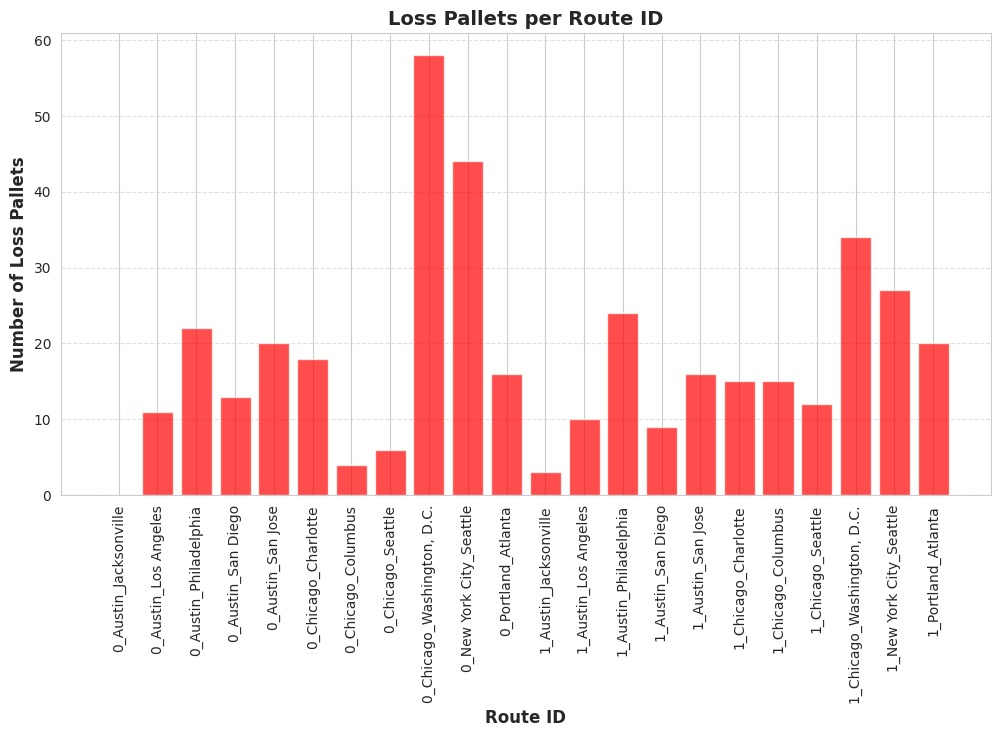 Loss Pallets per Route ID
Number of Loss Pallets
60
50
40
30
20
10
0
0_Austin_Jacksonville
0_Austin_Los Angeles
0_Austin_Philadelphia
0_Austin_San Diego
0_Austin_San Jose
0_Chicago_Charlotte
0_Chicago_Columbus
0_Chicago_Seattle
0_Chicago_Washington, D.C.
0_New York City_Seattle
0_Portland_Atlanta
1_Austin_Jacksonville
1_Austin_Los Angeles
1_Austin_Philadelphia
1_Austin_San Diego
1_Austin_San Jose
1_Chicago_Charlotte
1_Chicago_Columbus
1_Chicago_Seattle
1_Chicago_Washington, D.C.
1_New York City_Seattle
1_Portland_Atlanta
Route ID